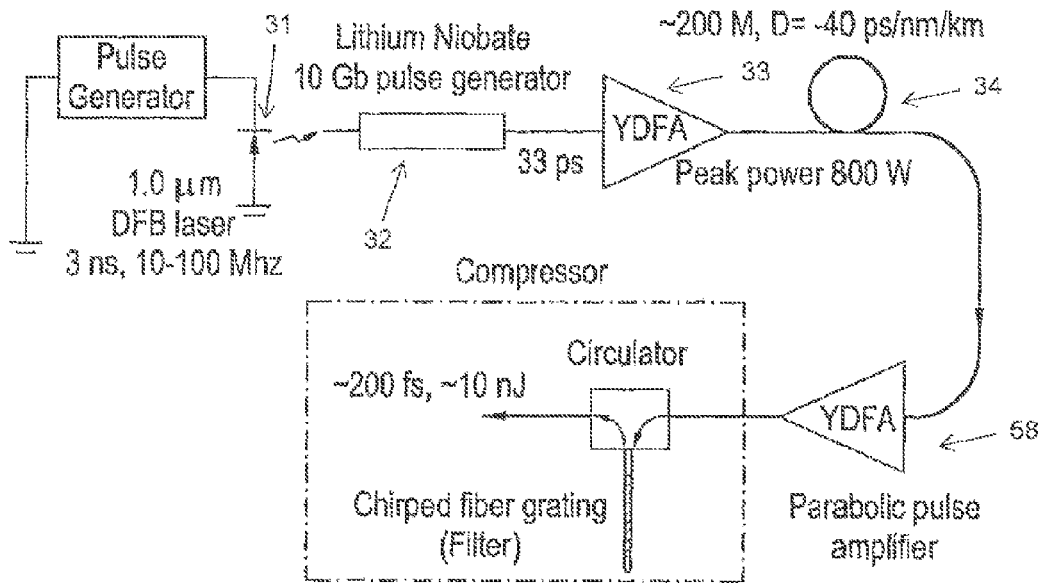 Pulse
Generator
31
1.0 µm
DFB laser
3 ns, 10-100 Mhz
Lithium Niobate
10 Gb pulse generator
32
33 ps
YDFA
33
Peak power 800 W
~200 M, D= -40 ps/nm/km
34
Compressor
Circulator
~200 fs, ~10 nJ
Chirped fiber grating
(Filter)
YDFA
58
Parabolic pulse
amplifier